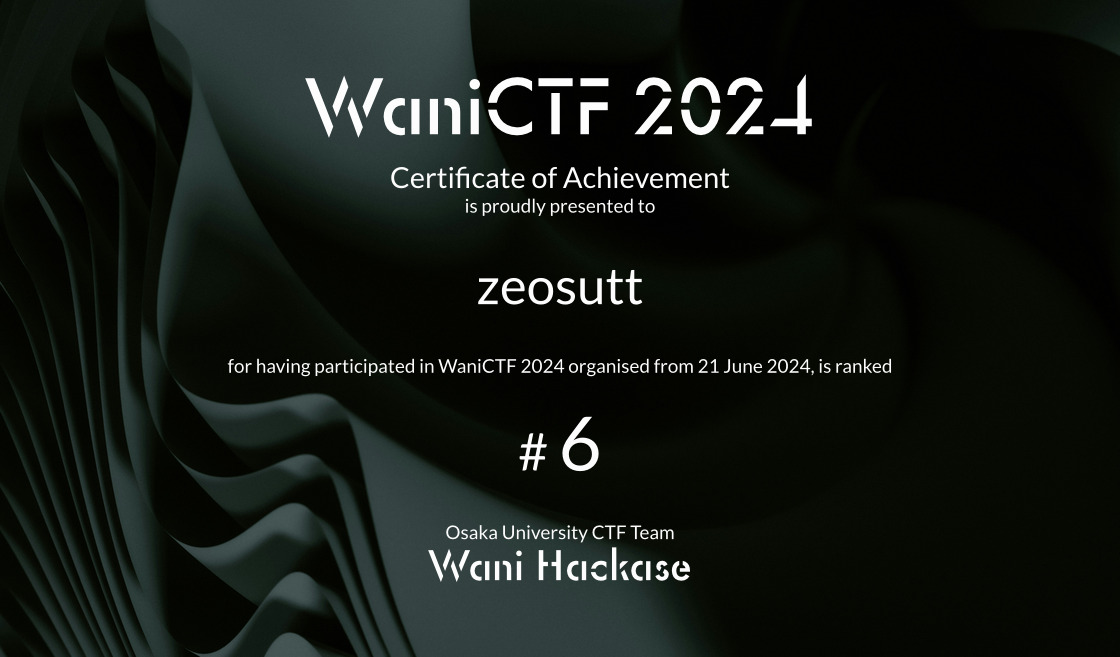 WaniCTF 2024
Certificate of Achievement
is proudly presented to
zeosutt
for having participated in WaniCTF 2024 organised from 21 June 2024, is ranked
# 6
Osaka University CTF Team
Wani Hackase